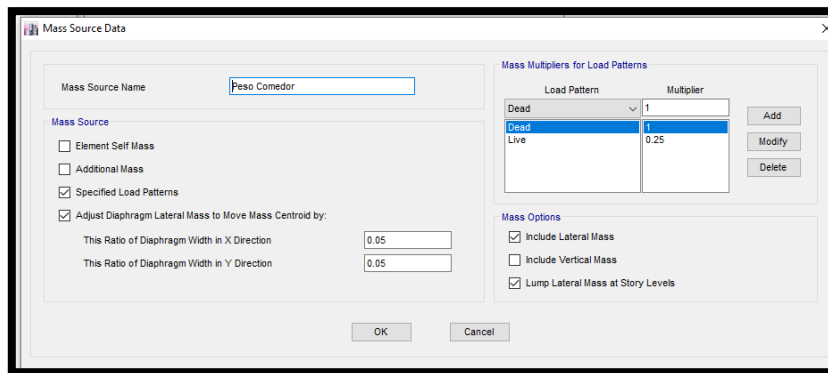 Mass Source Data
Mass Source Name
Peso Comedor
Mass Source
Element Self Mass
Additional Mass
Specified Load Patterns
Adjust Diaphragm Lateral Mass to Move Mass Centroid by:
This Ratio of Diaphragm Width in X Direction
0.05
This Ratio of Diaphragm Width in Y Direction
0.05
Mass Multipliers for Load Patterns
Load Pattern Multiplier
Dead 1
Dead 1
Live 0.25
Add
Modify
Delete
Mass Options
Include Lateral Mass
Include Vertical Mass
Lump Lateral Mass at Story Levels
OK Cancel